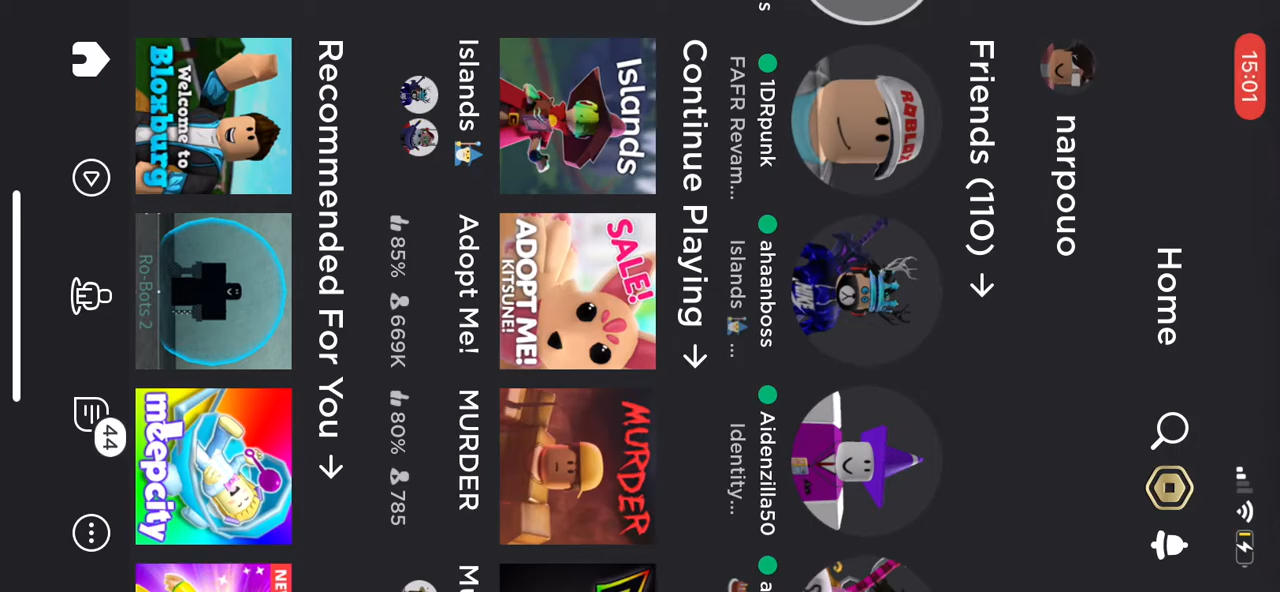 15:01
Home
narpouo
Friends (110) →
s
1DRpunk
FAFR Revam...
ahaanboss
Islands 🧙‍♂️ ...
Aidenzilla50
Identity...
a
ROBLOX
Continue Playing →
Islands
SALE!
ADOPT ME!
KITSUNE!
MURDER
Islands 🧙‍♂️
Adopt Me!
85% 669K
MURDER
80% 785
Mu
Recommended For You →
Welcome to
Bloxburg
Ro-Bots 2
meepcity
NE
44